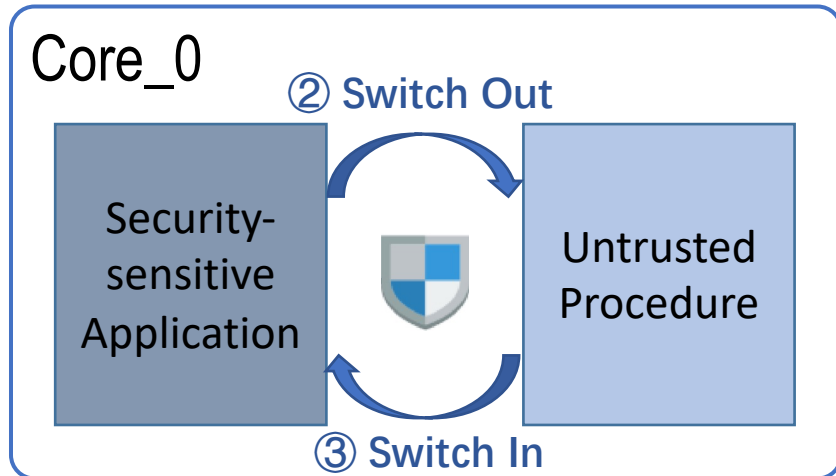 Core_0
② Switch Out
Security-
sensitive
Application
Untrusted
Procedure
③ Switch In